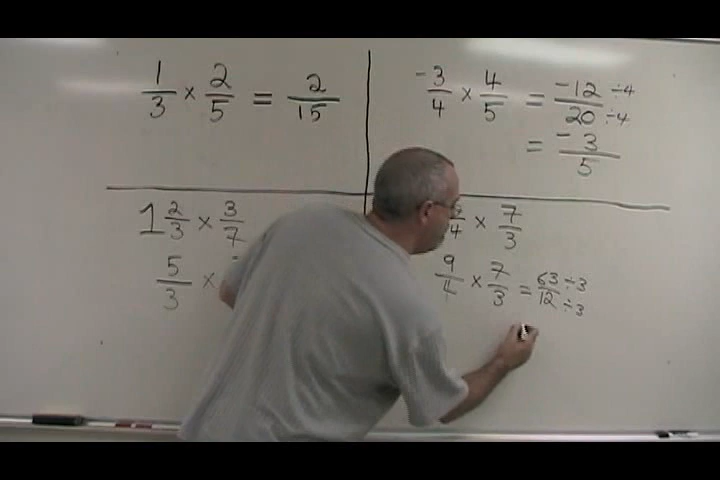 1/3 × 2/5 = 2/15
-3/4 × 4/5 = -12/20 ÷4 ÷4
= -3/5
1 2/3 × 3/7
5/3 ×
/4 × 7/3
9/4 × 7/3 = 63/12 ÷3 ÷3